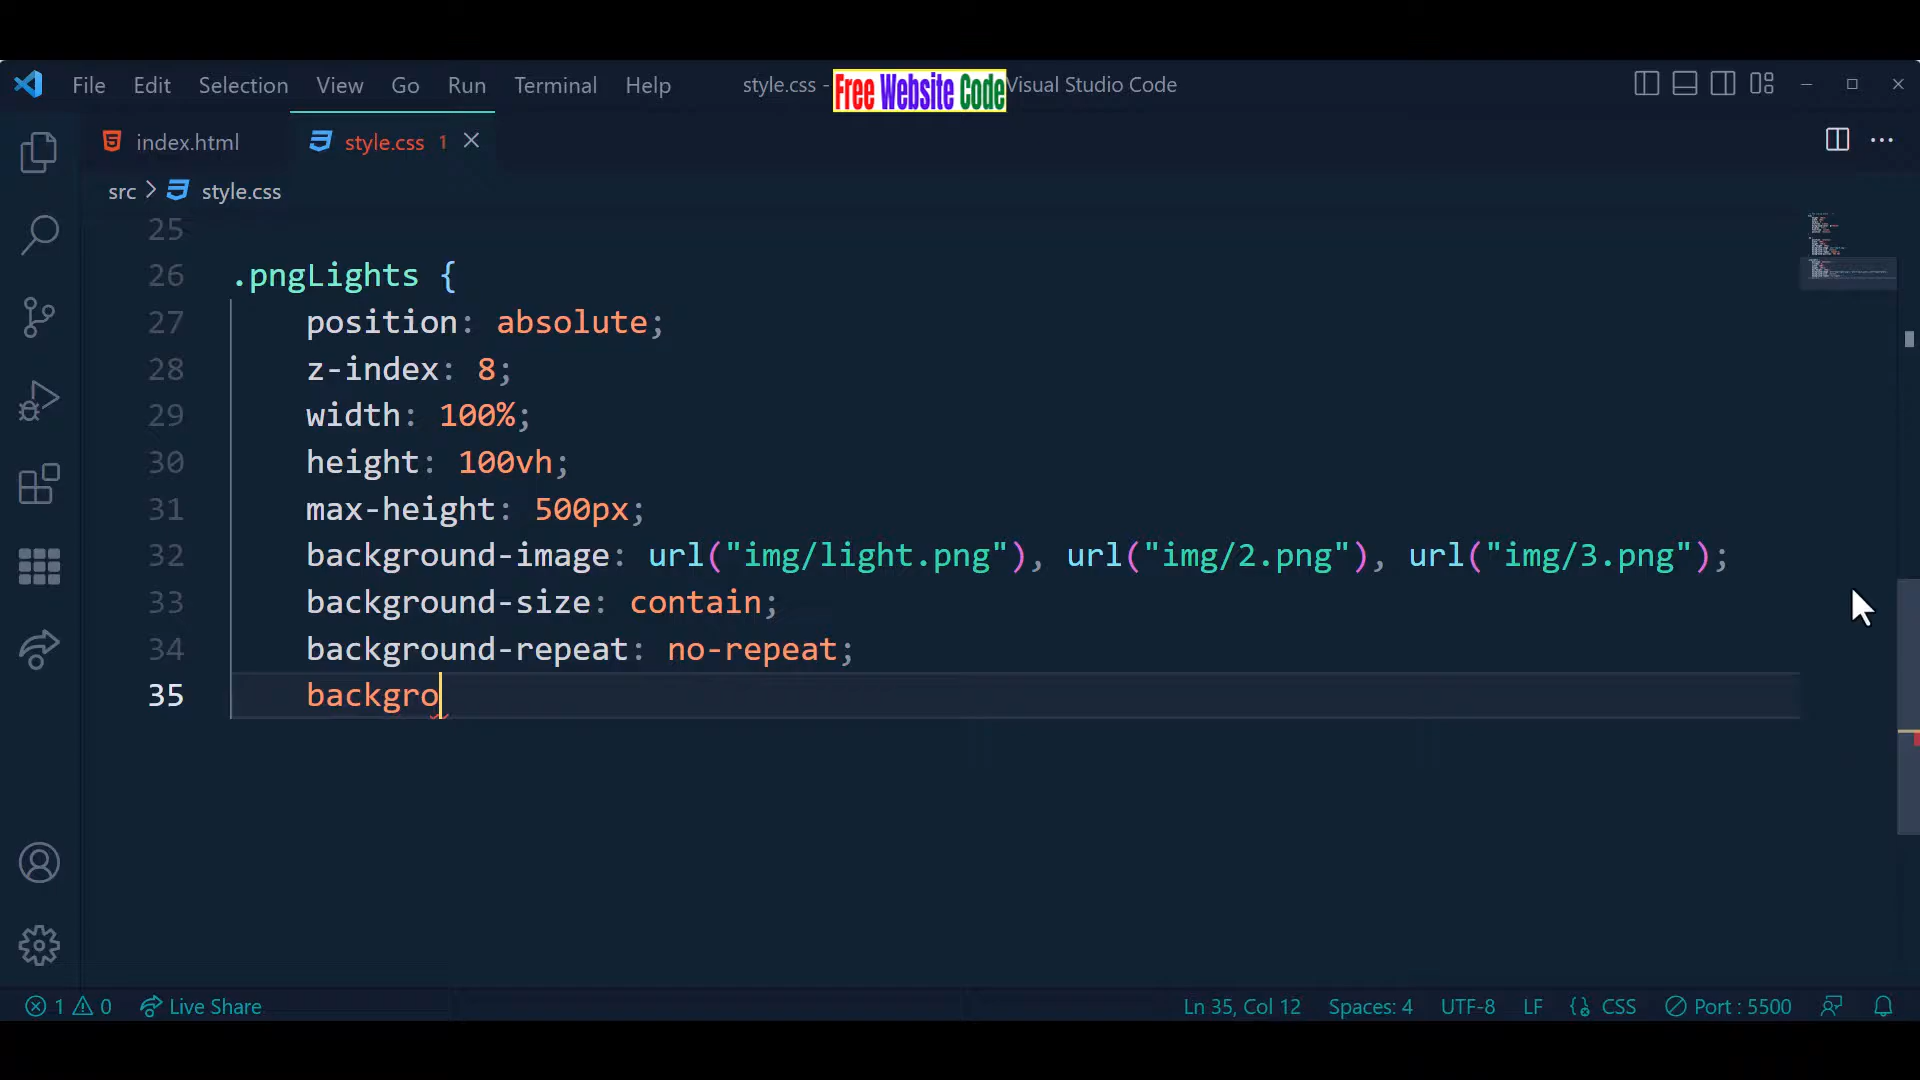 File Edit Selection View Go Run Terminal Help style.css - Free Website Code Visual Studio Code
index.html style.css 1
src style.css
25
26 .pngLights {
27 position: absolute;
28 z-index: 8;
29 width: 100%;
30 height: 100vh;
31 max-height: 500px;
32 background-image: url("img/light.png"), url("img/2.png"), url("img/3.png");
33 background-size: contain;
34 background-repeat: no-repeat;
35 backgro
1 0 Live Share Ln 35, Col 12 Spaces: 4 UTF-8 LF CSS Port : 5500